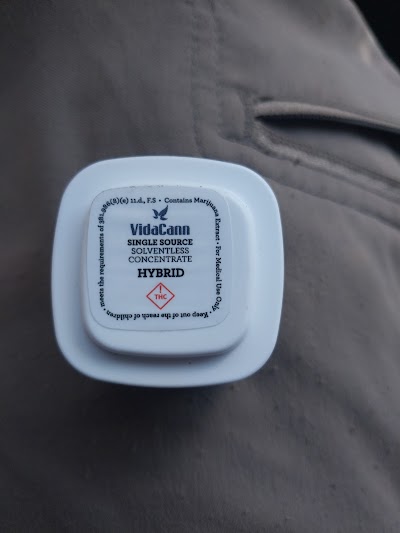 VidaCann
SINGLE SOURCE
SOLVENTLESS
CONCENTRATE
HYBRID
!
THC
• meets the requirements of 381.986(8)(e) 11.d., F.S • Contains Marijuana Extract • For Medical Use Only • Keep out of the reach of children